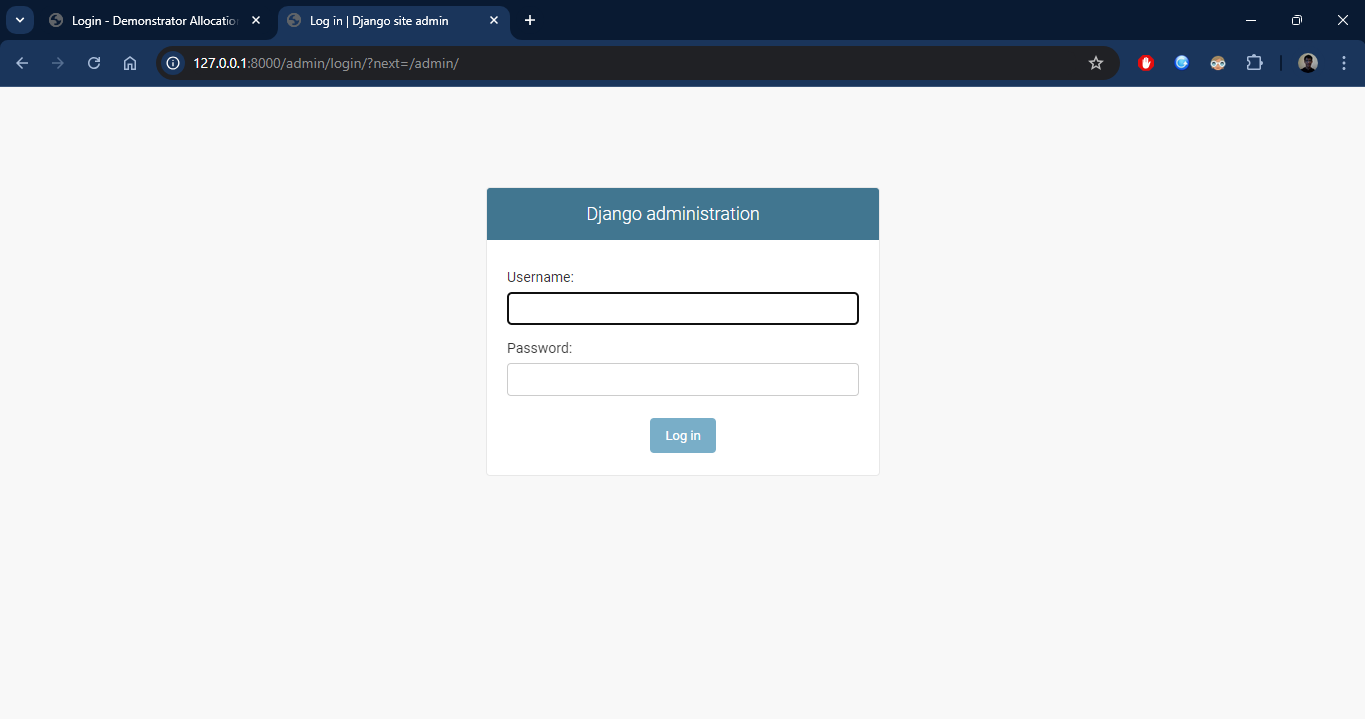 Login - Demonstrator Allocation
Log in | Django site admin
127.0.0.1:8000/admin/login/?next=/admin/
Django administration
Username:
Password:
Log in